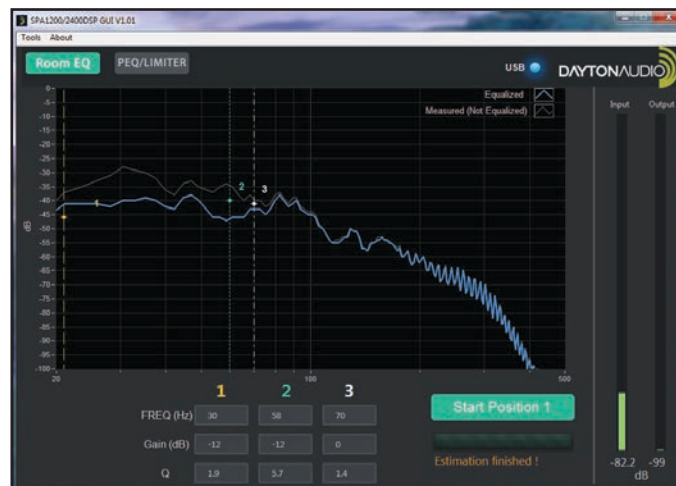 SPA1200/2400DSP GUI V1.01
Tools About
Room EQ PEQ/LIMITER USB DAYTON AUDIO
Equalized
Measured (Not Equalized)
Input Output
0-
-5-
-10-
-15-
-20-
-25-
-30-
-35-
-40-
-45-
-50-
-55-
-60-
-65-
-70-
-75-
-80-
-85-
-90-
-95-
-100-
dB
1
2
3
20 100 500
1 2 3
FREQ (Hz) 30 58 70
Gain (dB) -12 -12 0
Q 1.9 5.7 1.4
Start Position 1
Estimation finished !
-82.2 -99
dB